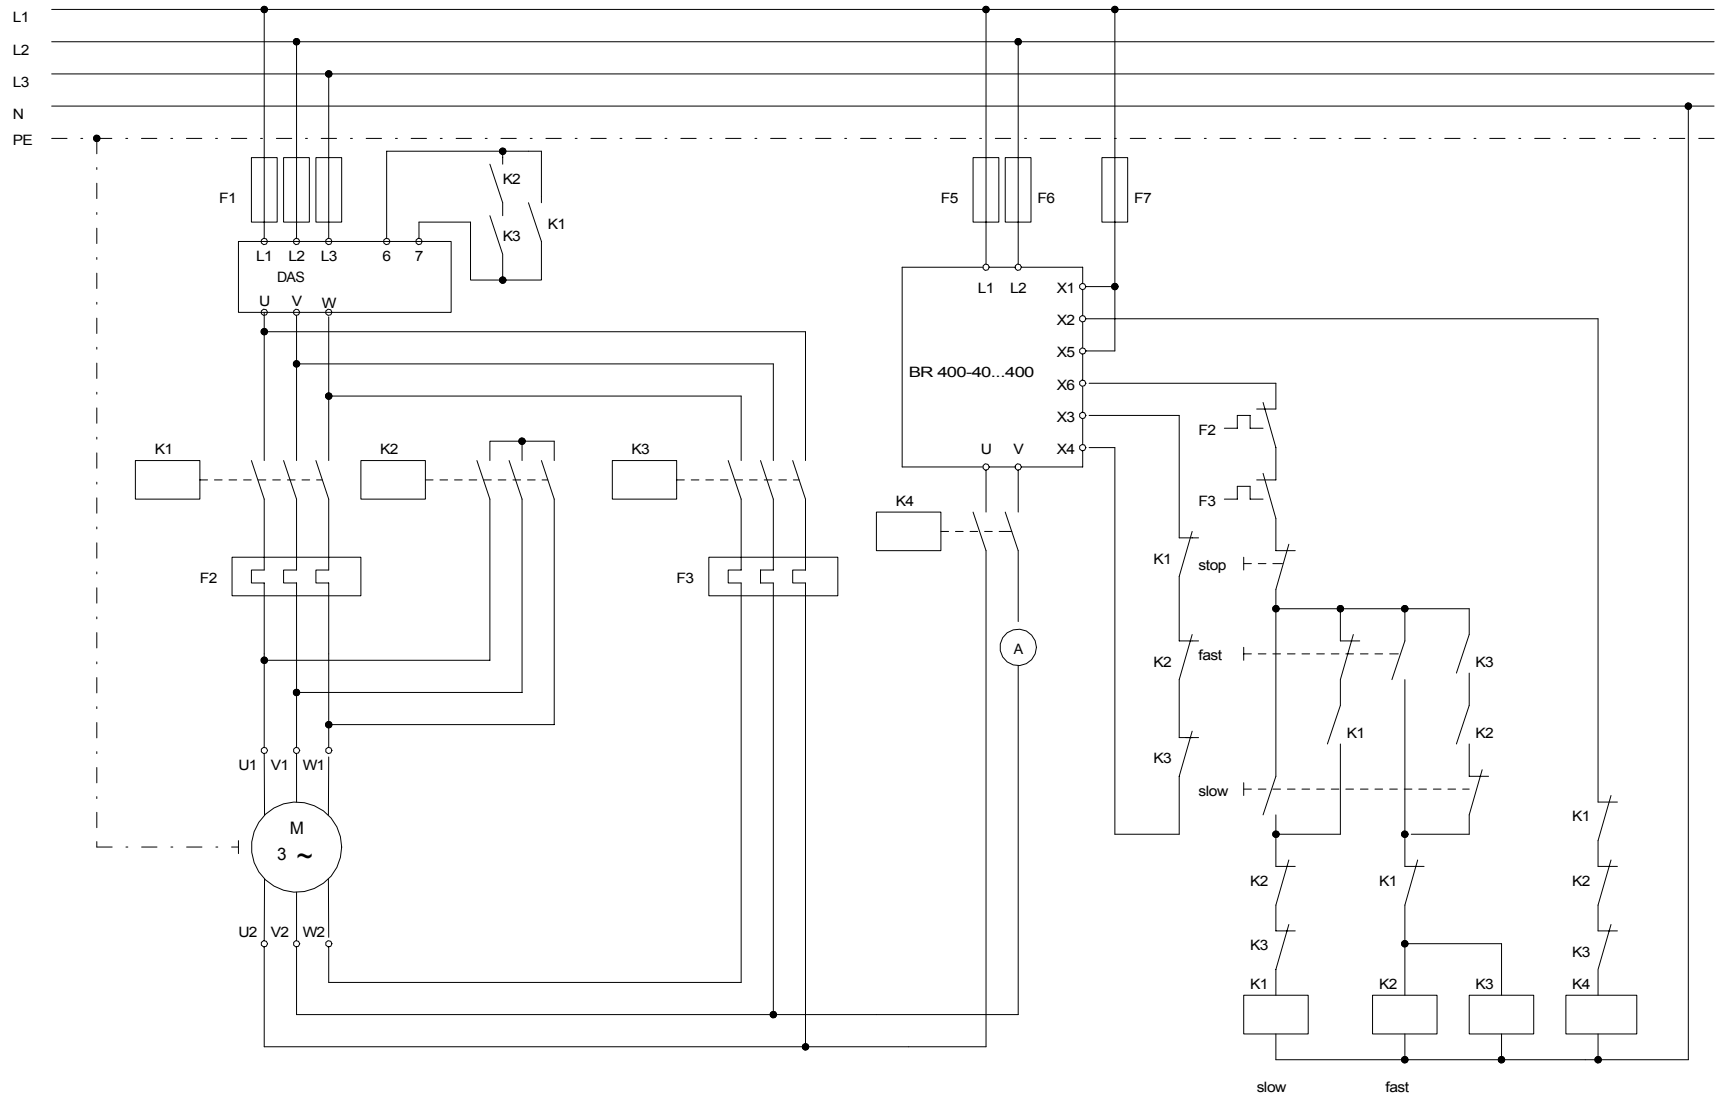 L1
L2
L3
N
PE
F1
K2
K3
K1
F5
F6
F7
L1 L2 L3 6 7
DAS
U V W
L1 L2 X1
X2
X5
BR 400-40...400
X6
X3
U V X4
F2
F3
K1
K2
K3
K4
F2
F3
K1
stop
A
K2
fast
K3
K1
K2
K3
slow
U1 V1 W1
M
3 ~
U2 V2 W2
K1
K2
K1
K2
K3
K3
K1
K2
K3
K4
slow
fast